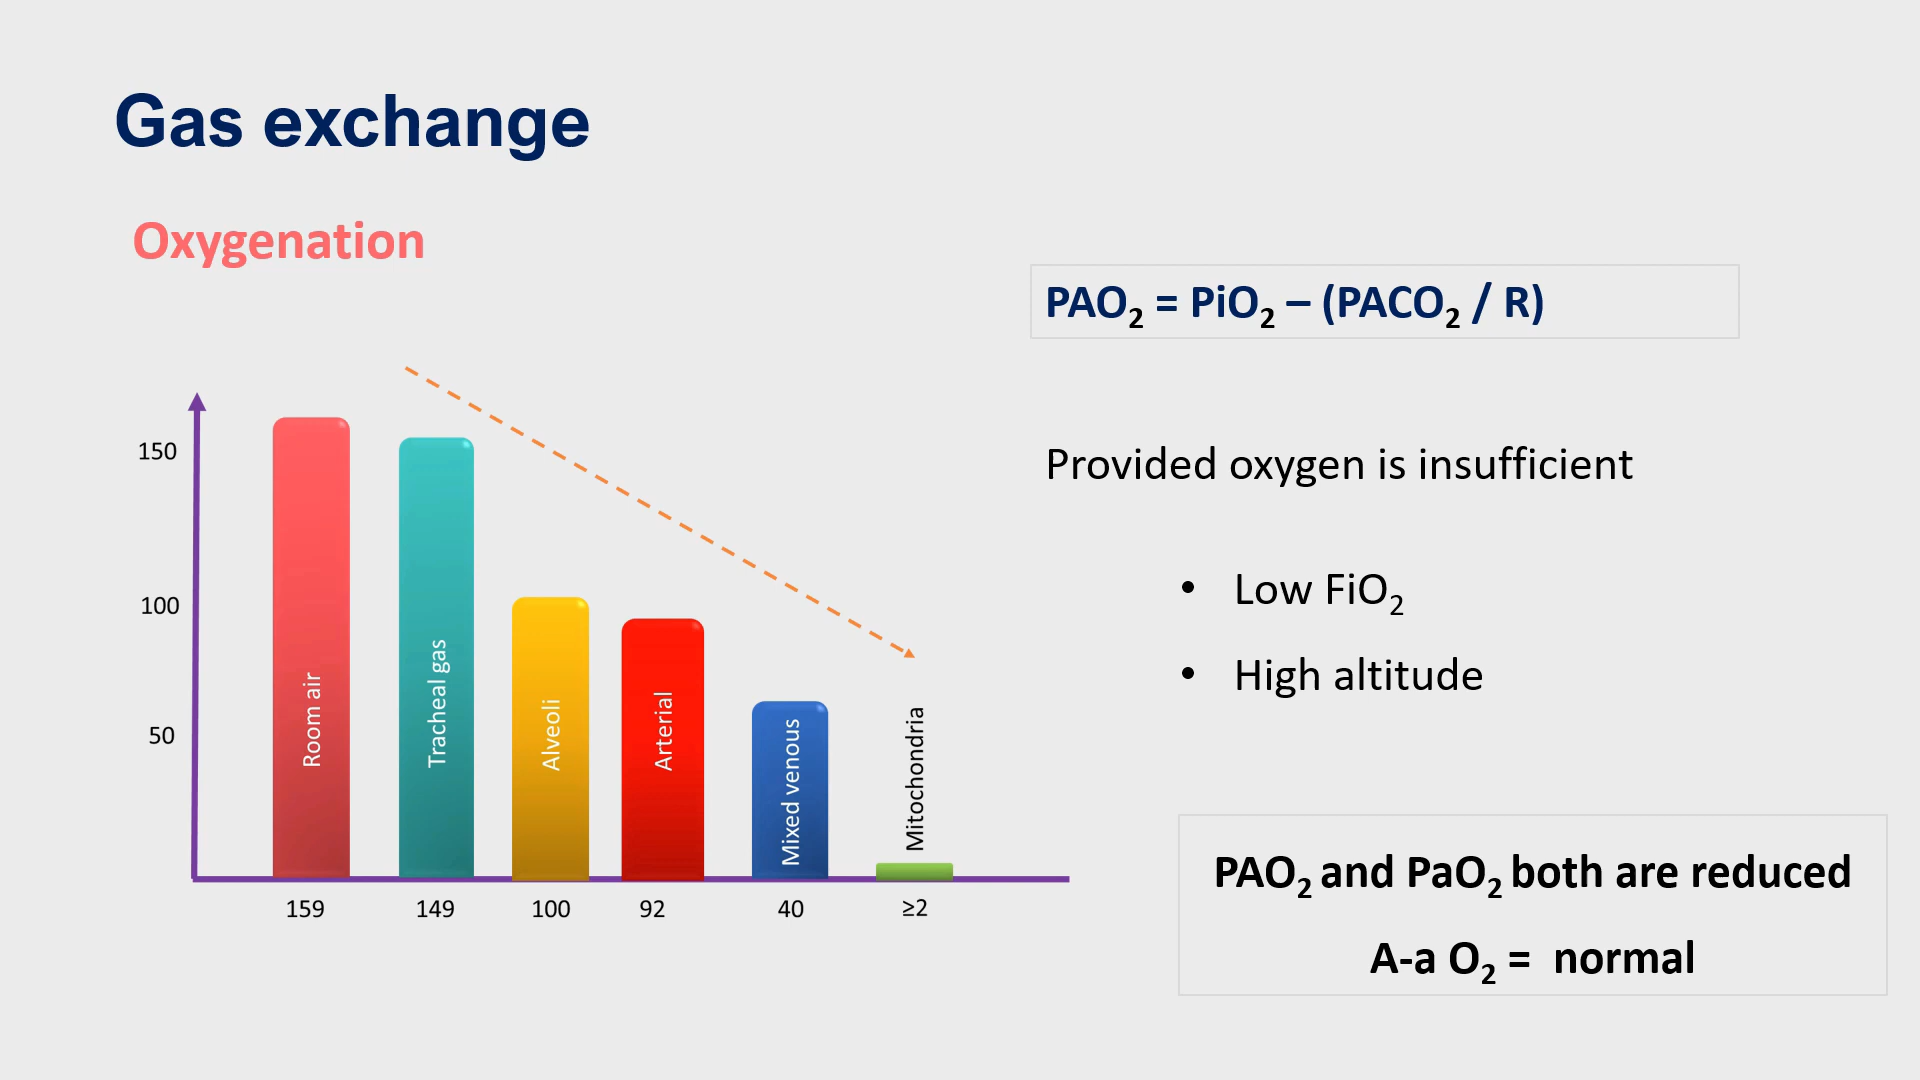 Gas exchange
Oxygenation
PAO₂ = PiO₂ – (PACO₂ / R)
150
100
50
Room air
Tracheal gas
Alveoli
Arterial
Mixed venous
Mitochondria
159
149
100
92
40
≥2
Provided oxygen is insufficient
• Low FiO₂
• High altitude
PAO₂ and PaO₂ both are reduced
A-a O₂ = normal